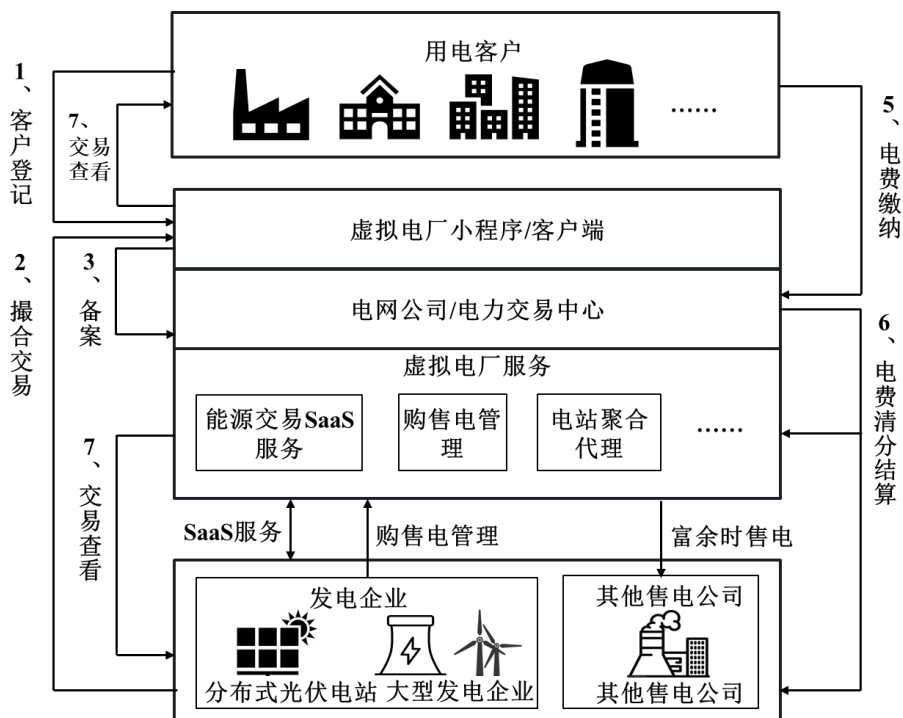 用电客户
……
1、客户登记
7、
交易
查看
5、电费缴纳
虚拟电厂小程序/客户端
2、撮合交易
3、备案
电网公司/电力交易中心
6、电费清分结算
虚拟电厂服务
能源交易SaaS
服务
购售电管
理
电站聚合
代理
……
7、交易查看
SaaS服务
购售电管理
富余时售电
发电企业
分布式光伏电站
大型发电企业
其他售电公司
其他售电公司